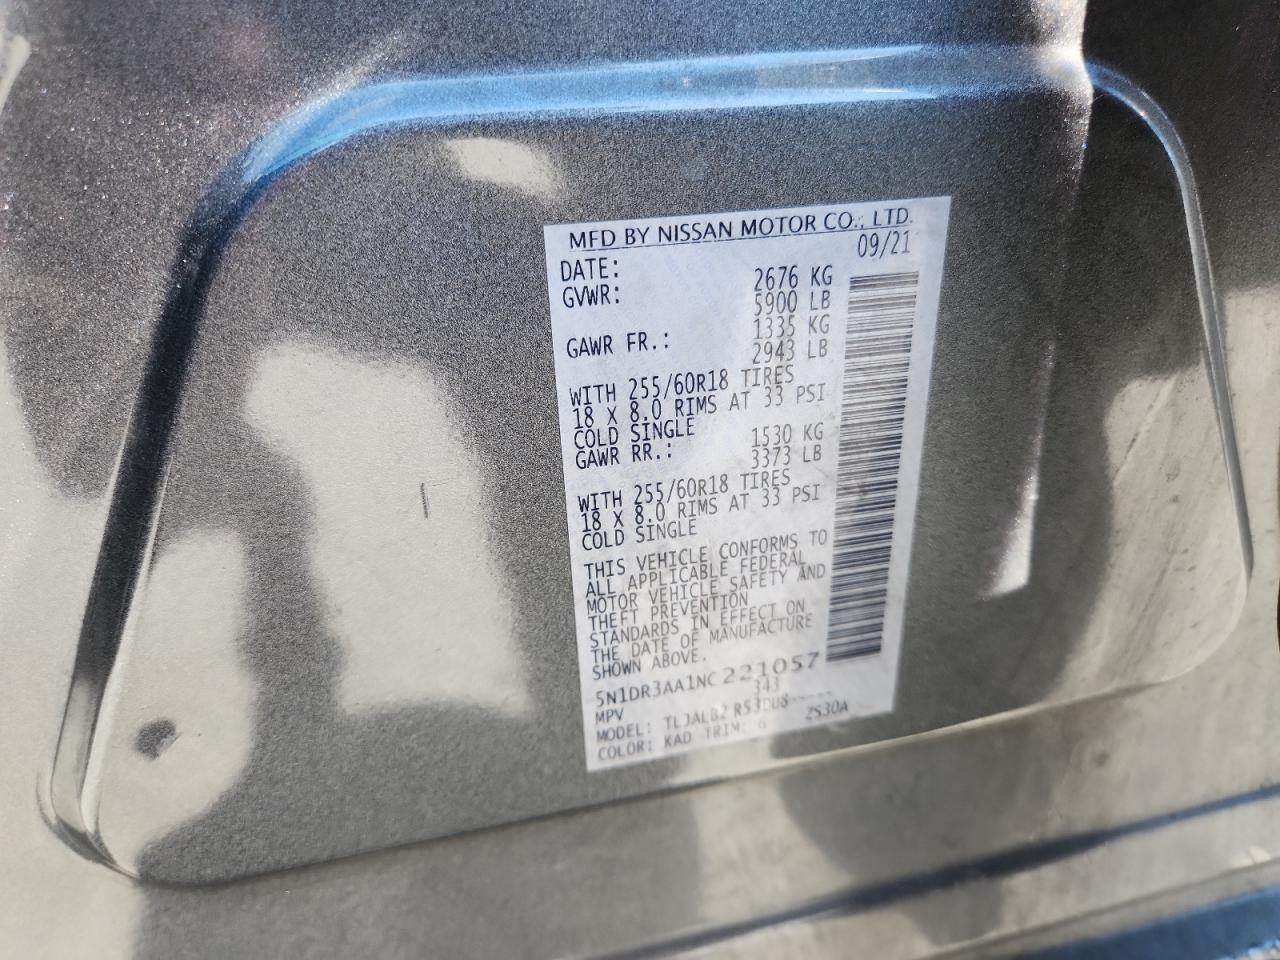 MFD BY NISSAN MOTOR CO., LTD.
DATE: 09/21
GVWR: 2676 KG
5900 LB
GAWR FR.: 1335 KG
2943 LB
WITH 255/60R18 TIRES
18 X 8.0 RIMS AT 33 PSI
COLD SINGLE
GAWR RR.: 1530 KG
3373 LB
WITH 255/60R18 TIRES
18 X 8.0 RIMS AT 33 PSI
COLD SINGLE
THIS VEHICLE CONFORMS TO
ALL APPLICABLE FEDERAL
MOTOR VEHICLE SAFETY AND
THEFT PREVENTION
STANDARDS IN EFFECT ON
THE DATE OF MANUFACTURE
SHOWN ABOVE.
5N1DR3AA1NC221057
MPV 343
MODEL:
COLOR: KAD TRIM: G ZS30A